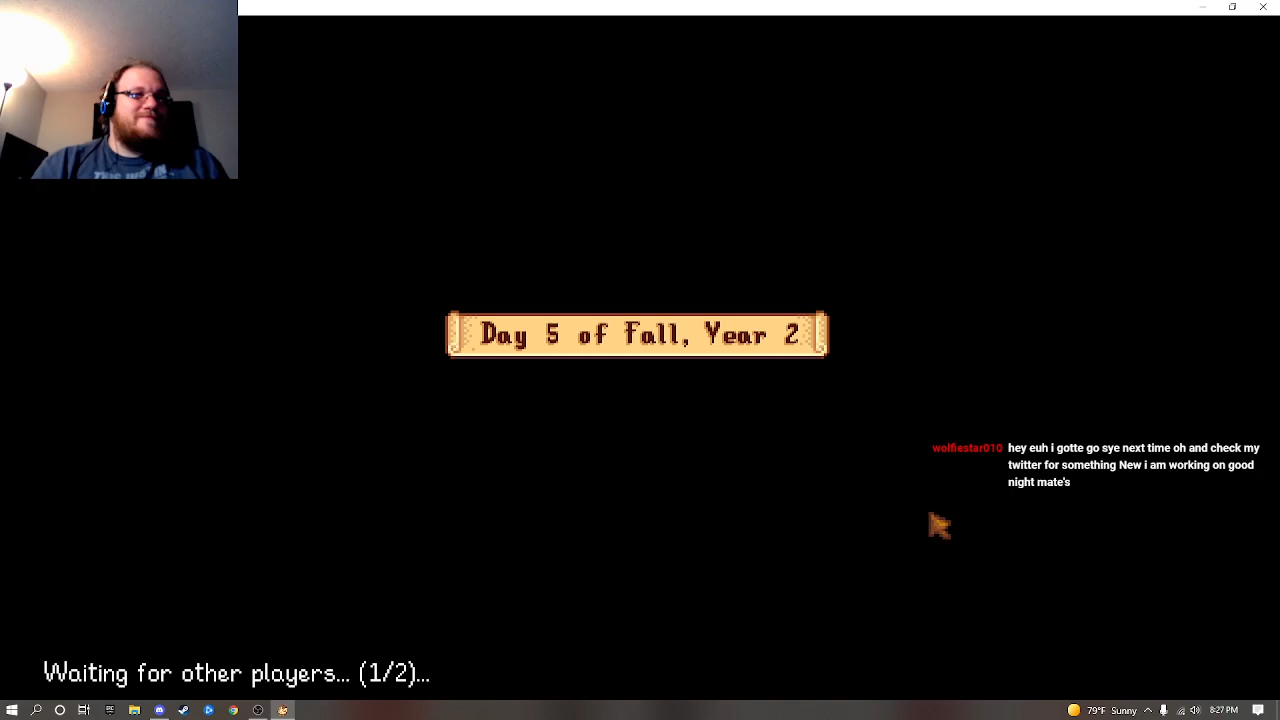 THIS
Day 5 of Fall, Year 2
wolfiestar010 hey euh i gotte go sye next time oh and check my
twitter for something New i am working on good
night mate's
Waiting for other players... (1/2)...
79°F Sunny 8:27 PM